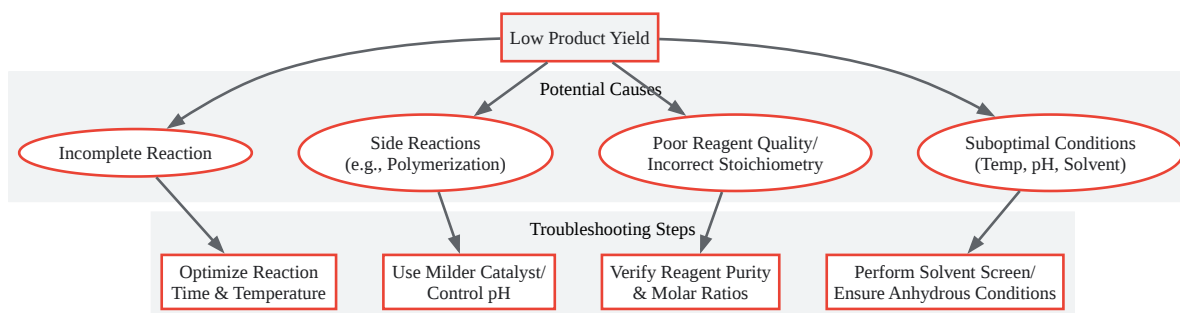 Low Product Yield
Potential Causes
Incomplete Reaction
Side Reactions
(e.g., Polymerization)
Poor Reagent Quality/
Incorrect Stoichiometry
Suboptimal Conditions
(Temp, pH, Solvent)
Troubleshooting Steps
Optimize Reaction
Time & Temperature
Use Milder Catalyst/
Control pH
Verify Reagent Purity
& Molar Ratios
Perform Solvent Screen/
Ensure Anhydrous Conditions